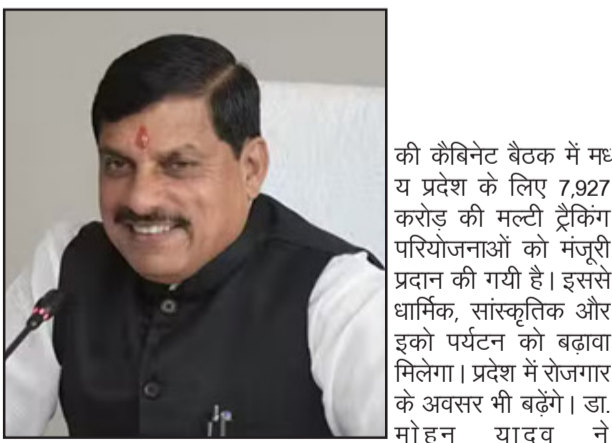 की कैबिनेट बैठक में मध
य प्रदेश के लिए 7,927
करोड़ की मल्टी ट्रैकिंग
परियोजनाओं को मंजूरी
प्रदान की गयी है। इससे
धार्मिक, सांस्कृतिक और
इको पर्यटन को बढ़ावा
मिलेगा। प्रदेश में रोजगार
के अवसर भी बढ़ेंगे। डा.
मोहन यादव ने